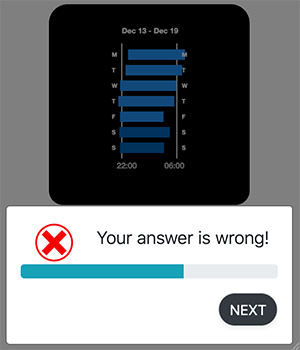 Dec 13 - Dec 19
M M
T T
W W
T T
F F
S S
S S
22:00 06:00
Your answer is wrong!
NEXT